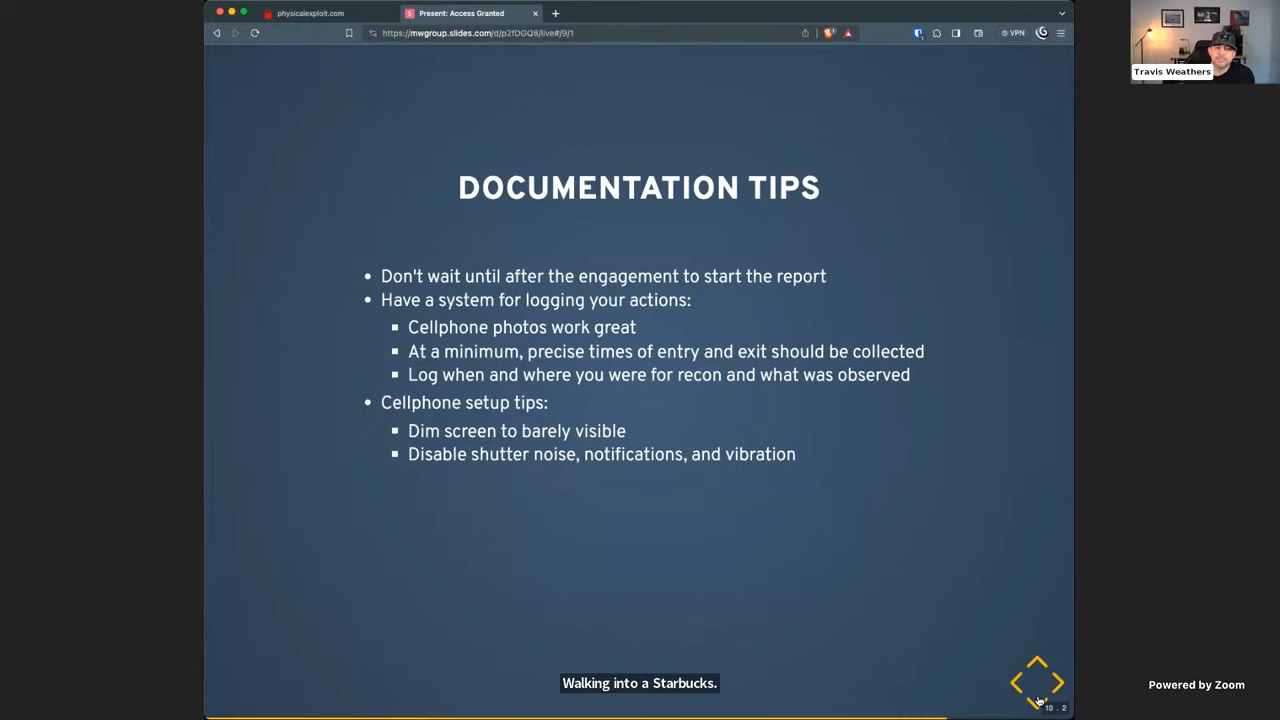 physicalexploit.com
Present: Access Granted
https://mwgroup.slides.com/d/p2fDGQ8/live#/9/1
VPN
Travis Weathers
DOCUMENTATION TIPS
• Don't wait until after the engagement to start the report
• Have a system for logging your actions:
▪ Cellphone photos work great
▪ At a minimum, precise times of entry and exit should be collected
▪ Log when and where you were for recon and what was observed
• Cellphone setup tips:
▪ Dim screen to barely visible
▪ Disable shutter noise, notifications, and vibration
Walking into a Starbucks.
10 . 2
Powered by Zoom